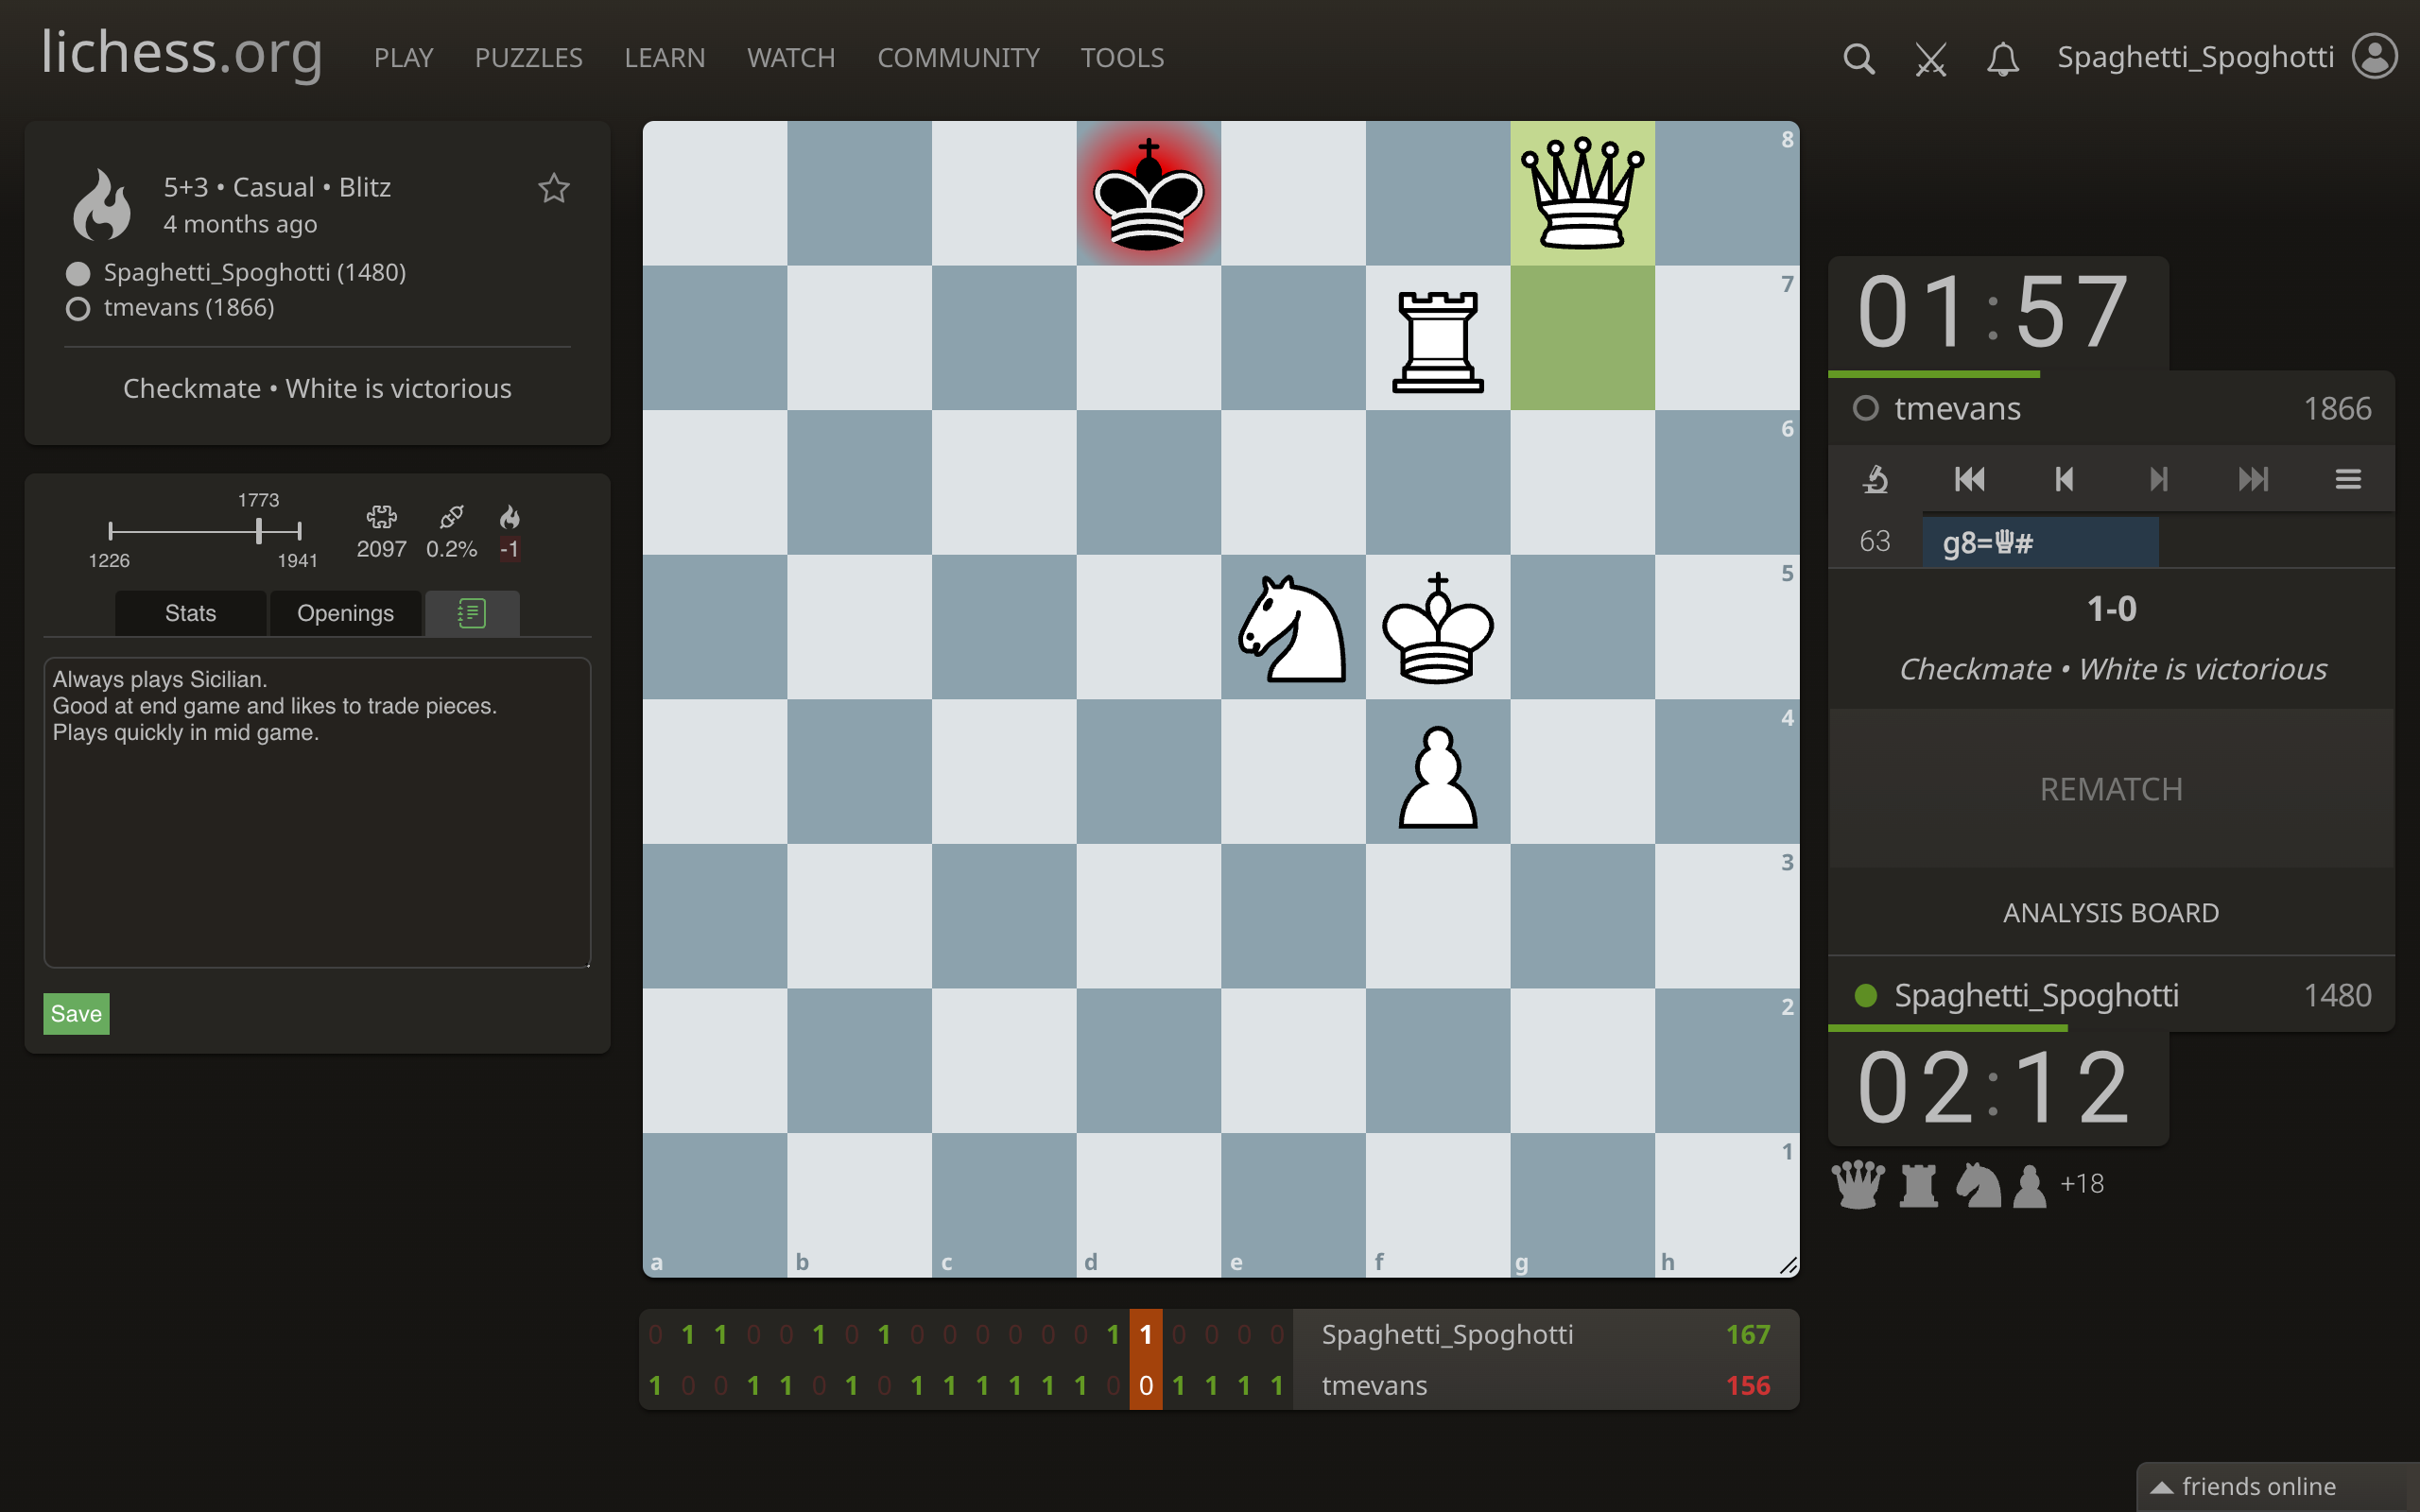 lichess.org PLAY PUZZLES LEARN WATCH COMMUNITY TOOLS Spaghetti_Spoghotti
5+3 • Casual • Blitz
4 months ago
Spaghetti_Spoghotti (1480)
tmevans (1866)
Checkmate • White is victorious
1773
1226 1941
2097 0.2% -1
Stats Openings
Always plays Sicilian.
Good at end game and likes to trade pieces.
Plays quickly in mid game.
Save
8
7
6
5
4
3
2
1
a b c d e f g h
0 1 1 0 0 1 0 1 0 0 0 0 0 0 1 1 0 0 0 0 Spaghetti_Spoghotti 167
1 0 0 1 1 0 1 0 1 1 1 1 1 1 0 0 1 1 1 1 tmevans 156
01:57
tmevans 1866
63 g8=♕#
1-0
Checkmate • White is victorious
REMATCH
ANALYSIS BOARD
Spaghetti_Spoghotti 1480
02:12
+18
friends online